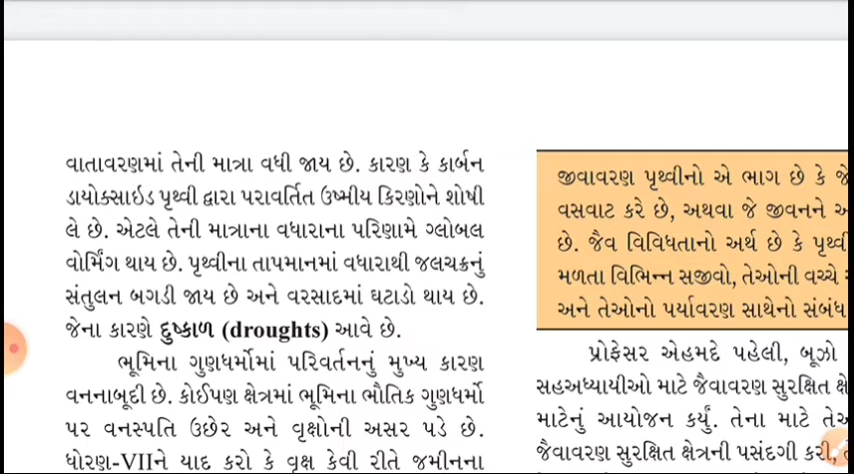 વાતાવરણમાં તેની માત્રા વધી જાય છે. કારણ કે કાર્બન
ડાયોક્સાઇડ પૃથ્વી દ્વારા પરાવર્તિત ઉષ્મીય કિરણોને શોષી
લે છે. એટલે તેની માત્રાના વધારાના પરિણામે ગ્લોબલ
વોર્મિંગ થાય છે. પૃથ્વીના તાપમાનમાં વધારાથી જલચક્રનું
સંતુલન બગડી જાય છે અને વરસાદમાં ઘટાડો થાય છે.
જેના કારણે દુષ્કાળ (droughts) આવે છે.
ભૂમિના ગુણધર્મોમાં પરિવર્તનનું મુખ્ય કારણ
વનનાબૂદી છે. કોઈપણ ક્ષેત્રમાં ભૂમિના ભૌતિક ગુણધર્મો
પર વનસ્પતિ ઉછેર અને વૃક્ષોની અસર પડે છે.
ધોરણ-VIIને યાદ કરો કે વૃક્ષ કેવી રીતે જમીનના
જીવાવરણ પૃથ્વીનો એ ભાગ છે કે જે
વસવાટ કરે છે, અથવા જે જીવનને
છે. જૈવ વિવિધતાનો અર્થ છે કે પૃથ્વી
મળતા વિભિન્ન સજીવો, તેઓની વચ્ચે
અને તેઓનો પર્યાવરણ સાથેનો સંબંધ
પ્રોફેસર એહમદે પહેલી, બૂઝો
સહઅધ્યાયીઓ માટે જૈવાવરણ સુરક્ષિત ક્ષે
માટેનું આયોજન કર્યું. તેના માટે તેઓ
જૈવાવરણ સુરક્ષિત ક્ષેત્રની પસંદગી કરી,